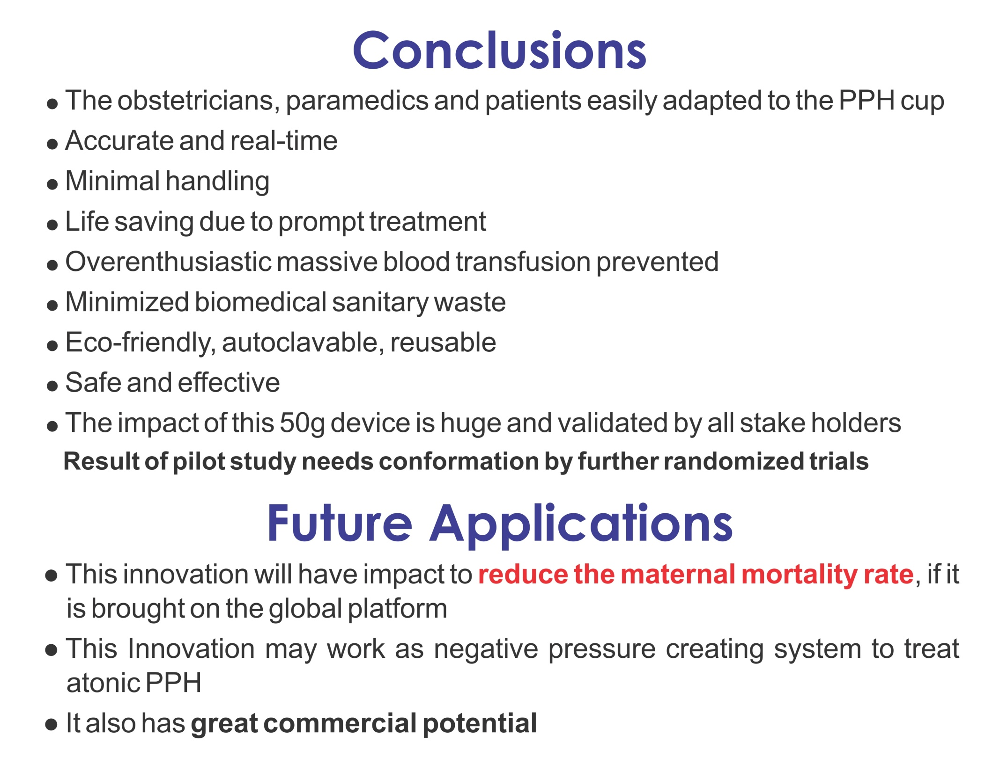 Conclusions
● The obstetricians, paramedics and patients easily adapted to the PPH cup
● Accurate and real-time
● Minimal handling
● Life saving due to prompt treatment
● Overenthusiastic massive blood transfusion prevented
● Minimized biomedical sanitary waste
● Eco-friendly, autoclavable, reusable
● Safe and effective
● The impact of this 50g device is huge and validated by all stake holders
Result of pilot study needs conformation by further randomized trials
Future Applications
● This innovation will have impact to reduce the maternal mortality rate, if it
is brought on the global platform
● This Innovation may work as negative pressure creating system to treat
atonic PPH
● It also has great commercial potential